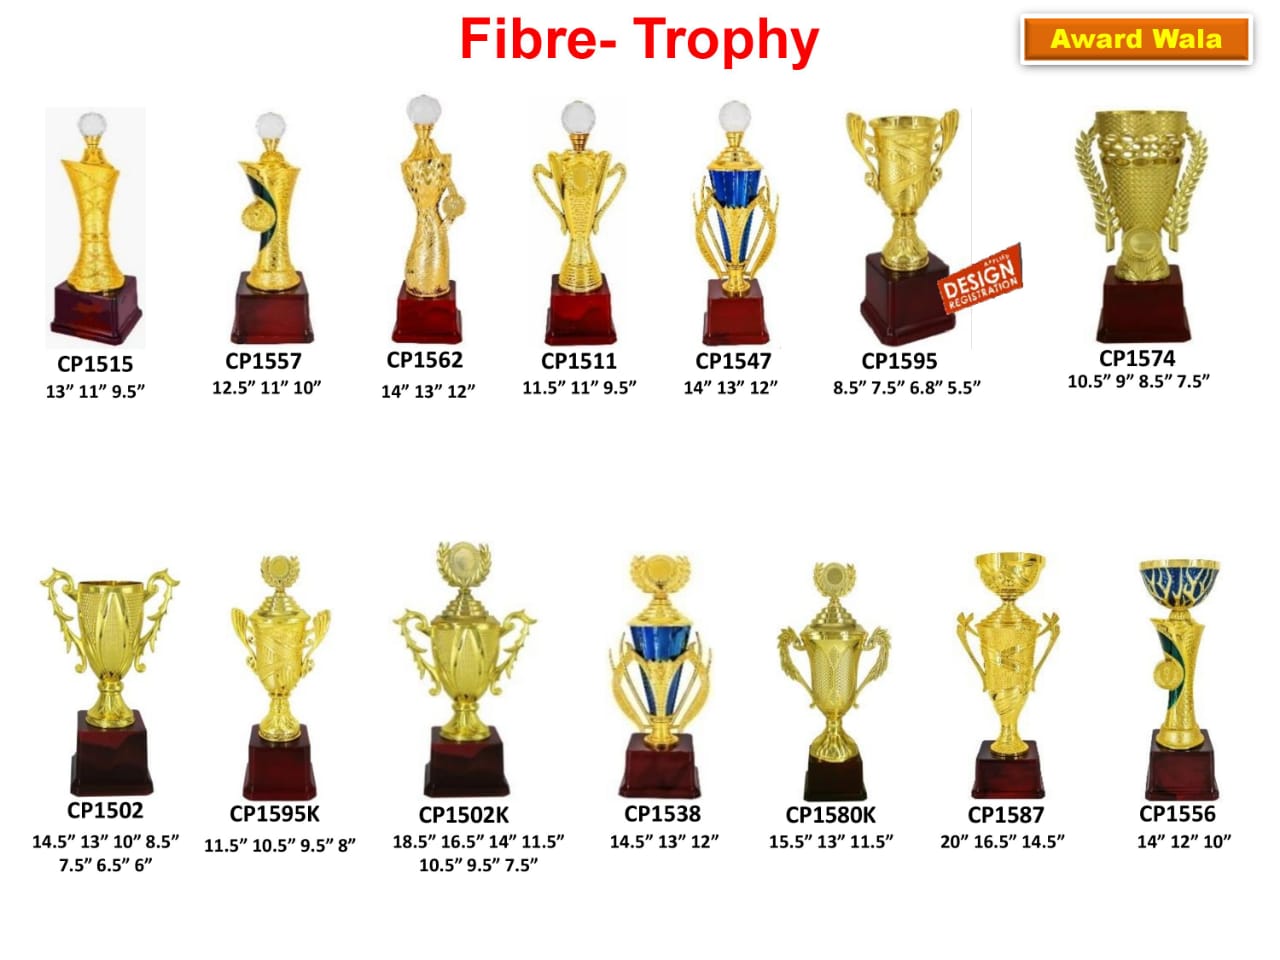 Fibre- Trophy
Award Wala
APPLIED
DESIGN
REGISTRATION
CP1515
13” 11” 9.5”
CP1557
12.5” 11” 10”
CP1562
14” 13” 12”
CP1511
11.5” 11” 9.5”
CP1547
14” 13” 12”
CP1595
8.5” 7.5” 6.8” 5.5”
CP1574
10.5” 9” 8.5” 7.5”
CP1502
14.5” 13” 10” 8.5”
7.5” 6.5” 6”
CP1595K
11.5” 10.5” 9.5” 8”
CP1502K
18.5” 16.5” 14” 11.5”
10.5” 9.5” 7.5”
CP1538
14.5” 13” 12”
CP1580K
15.5” 13” 11.5”
CP1587
20” 16.5” 14.5”
CP1556
14” 12” 10”